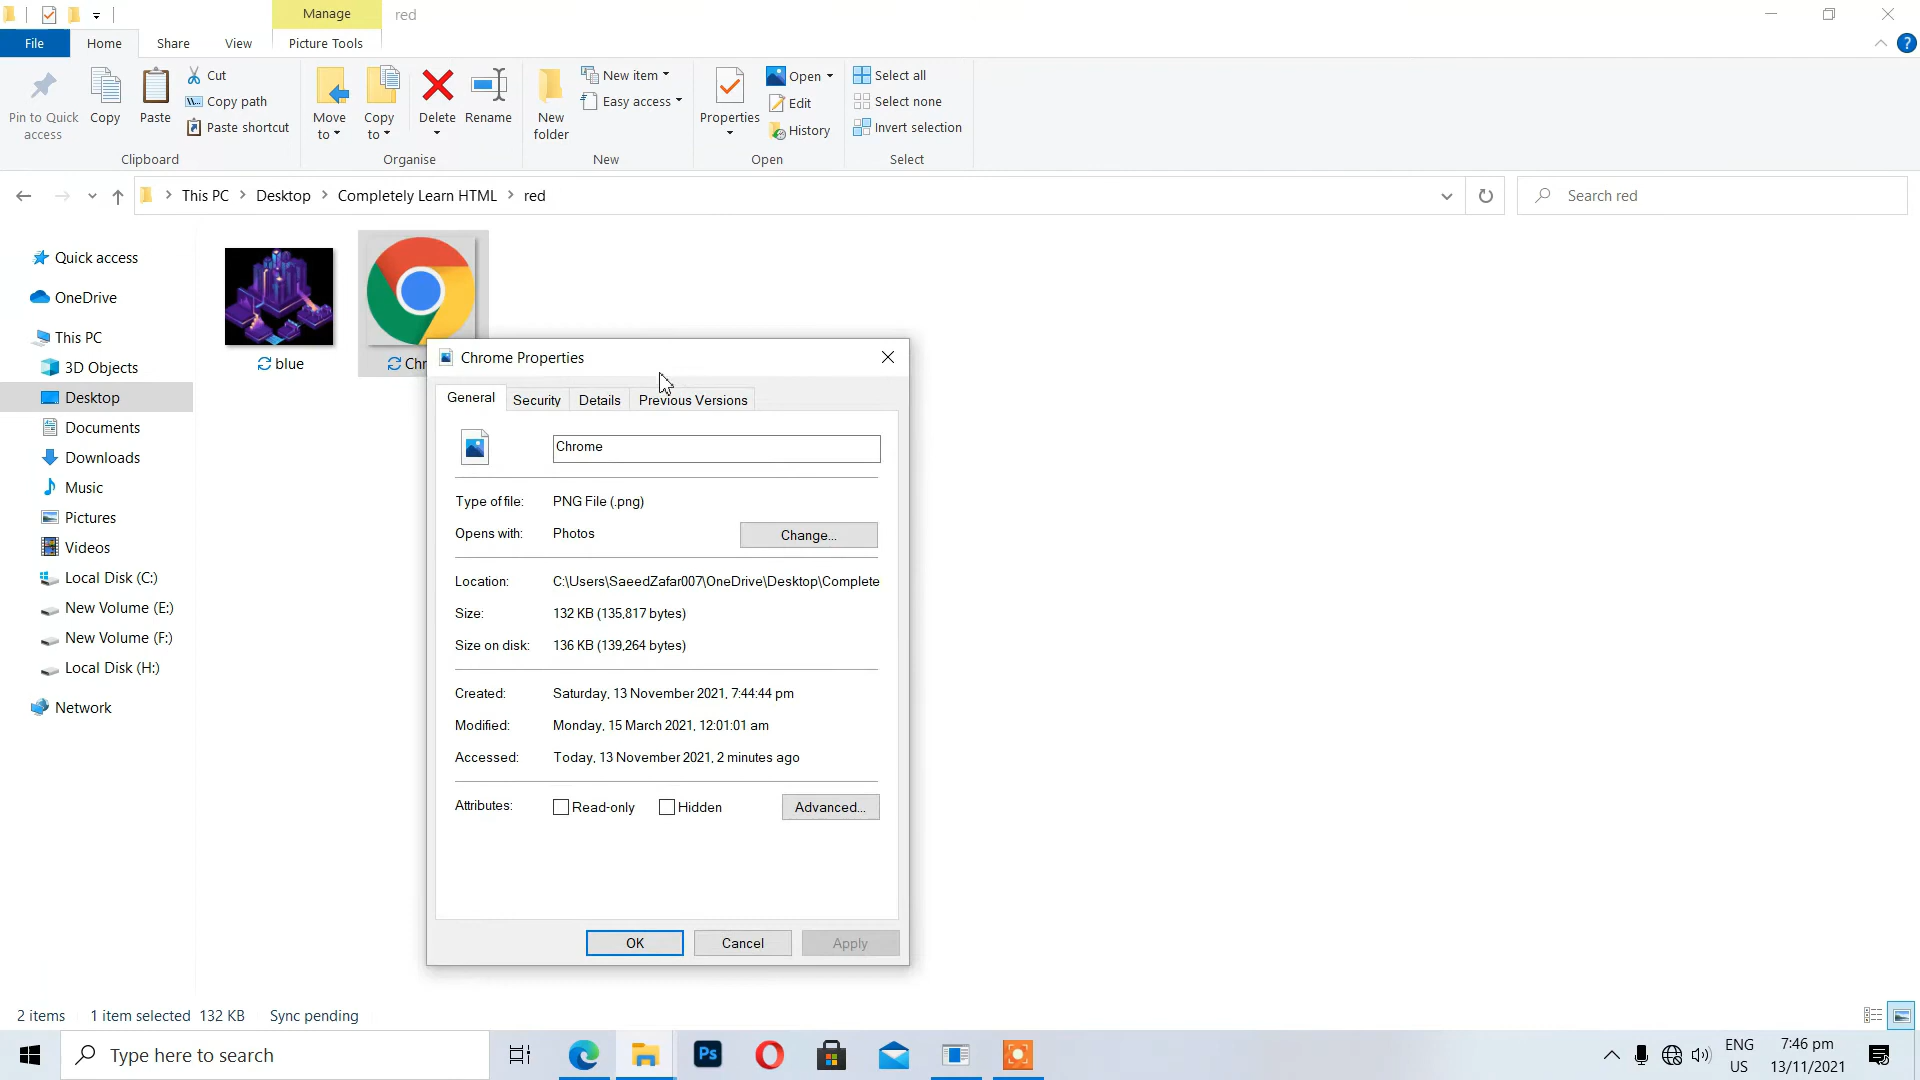 Manage
red
File
Home
Share
View
Picture Tools
Pin to Quick
access
Copy
Paste
Cut
Copy path
Paste shortcut
Clipboard
Move
to
Copy
to
Delete
Rename
Organise
New
folder
New item
Easy access
New
Properties
Open
Edit
History
Open
Select all
Select none
Invert selection
Select
This PC > Desktop > Completely Learn HTML > red
Search red
Quick access
OneDrive
This PC
3D Objects
Desktop
Documents
Downloads
Music
Pictures
Videos
Local Disk (C:)
New Volume (E:)
New Volume (F:)
Local Disk (H:)
Network
blue
Chr
Chrome Properties
General
Security
Details
Previous Versions
Chrome
Type of file: PNG File (.png)
Opens with: Photos
Change...
Location: C:\Users\SaeedZafar007\OneDrive\Desktop\Complete
Size: 132 KB (135,817 bytes)
Size on disk: 136 KB (139,264 bytes)
Created: Saturday, 13 November 2021, 7:44:44 pm
Modified: Monday, 15 March 2021, 12:01:01 am
Accessed: Today, 13 November 2021, 2 minutes ago
Attributes: Read-only Hidden Advanced...
OK
Cancel
Apply
2 items 1 item selected 132 KB Sync pending
Type here to search
Ps
ENG
US
7:46 pm
13/11/2021